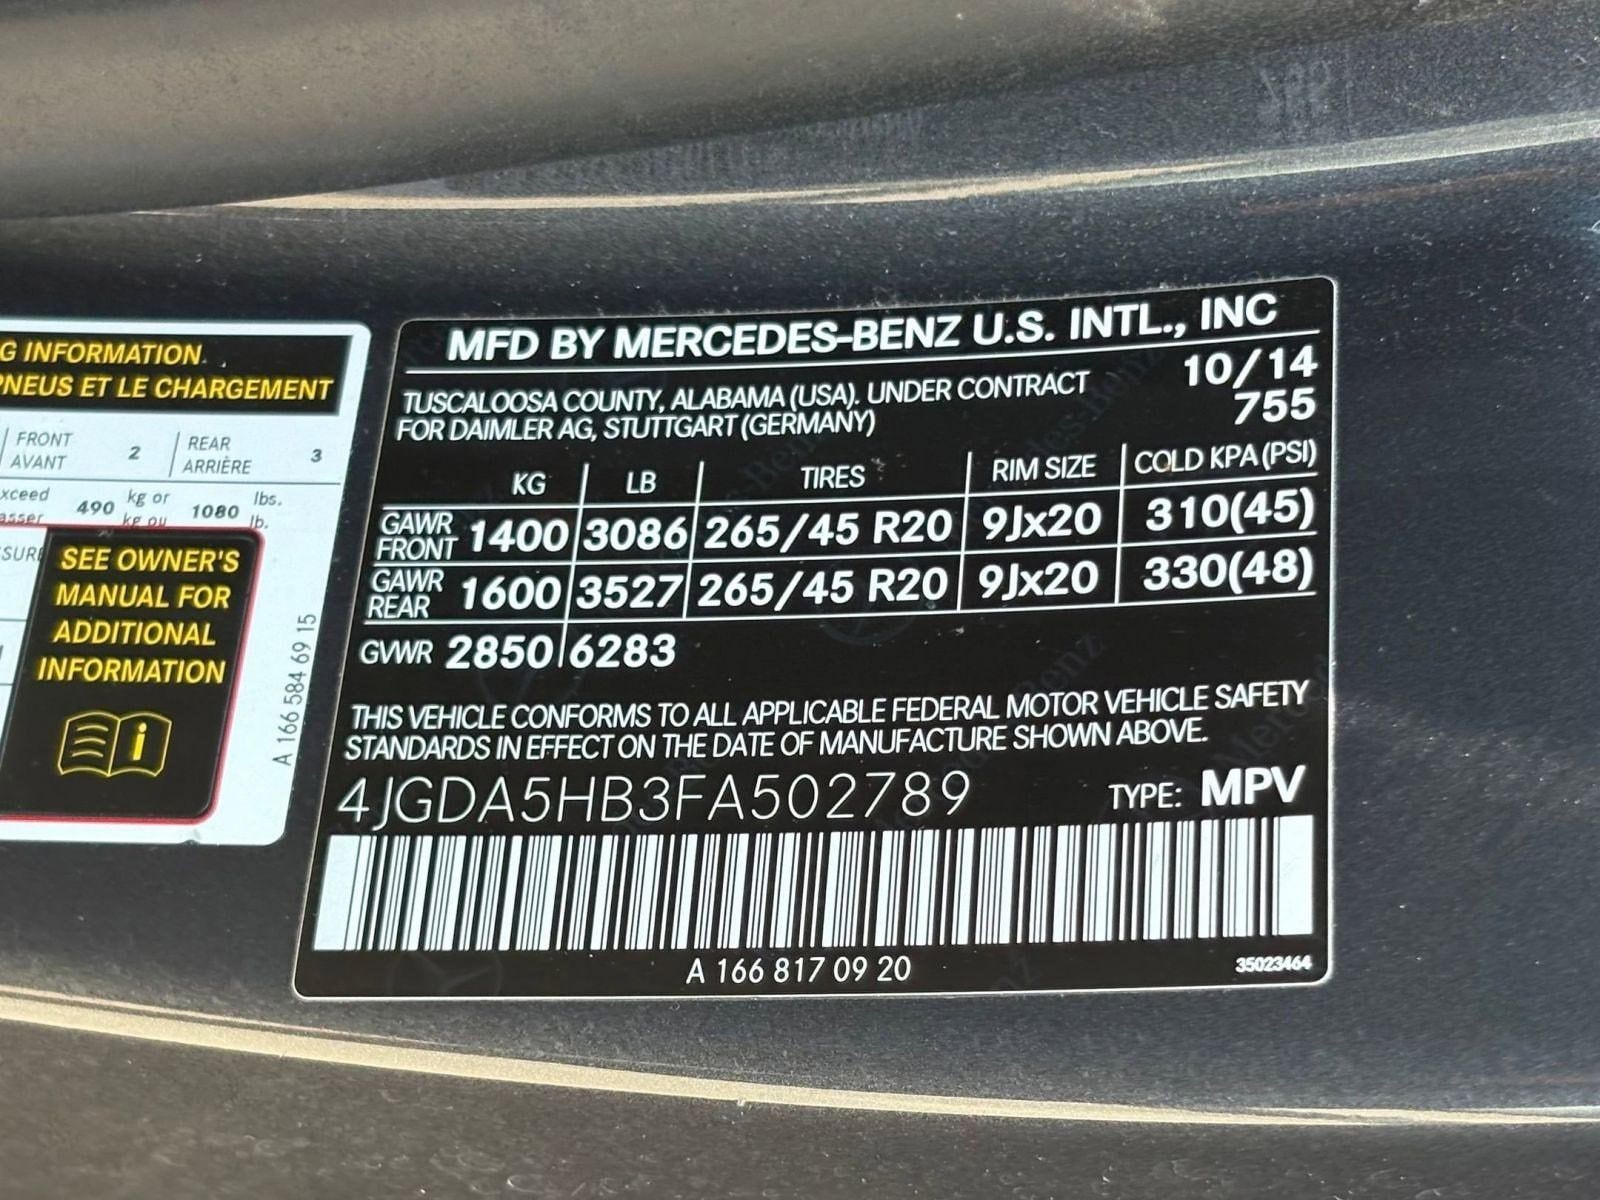 G INFORMATION
PNEUS ET LE CHARGEMENT
FRONT
AVANT
2
REAR
ARRIÈRE
3
xceed
asser
490
kg or
kg ou
1080
lbs.
lb.
SURE
SEE OWNER'S
MANUAL FOR
ADDITIONAL
INFORMATION
i
A 166 584 69 15
MFD BY MERCEDES-BENZ U.S. INTL., INC
TUSCALOOSA COUNTY, ALABAMA (USA). UNDER CONTRACT
FOR DAIMLER AG, STUTTGART (GERMANY)
10/14
755
KG LB TIRES RIM SIZE COLD KPA (PSI)
GAWR FRONT 1400 3086 265/45 R20 9Jx20 310(45)
GAWR REAR 1600 3527 265/45 R20 9Jx20 330(48)
GVWR 2850 6283
THIS VEHICLE CONFORMS TO ALL APPLICABLE FEDERAL MOTOR VEHICLE SAFETY
STANDARDS IN EFFECT ON THE DATE OF MANUFACTURE SHOWN ABOVE.
4JGDA5HB3FA502789 TYPE: MPV
A 166 817 09 20
35023464